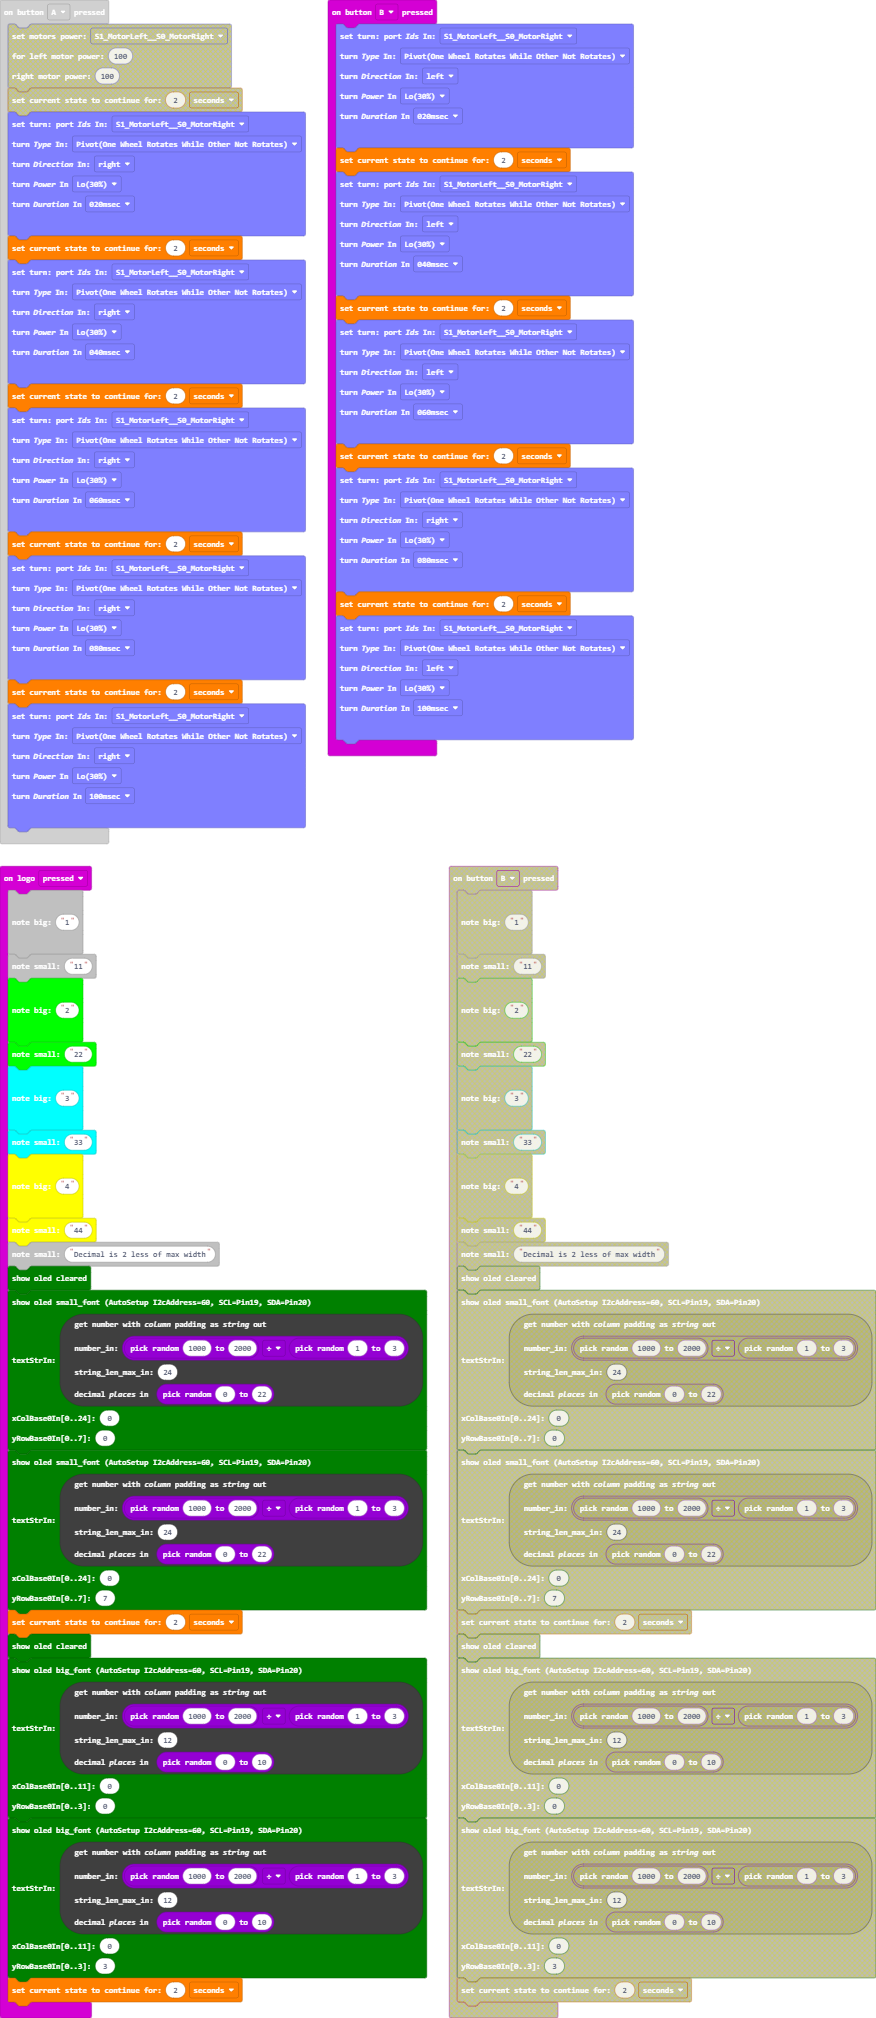 on button A pressed
set motors power: S1_MotorLeft__S0_MotorRight
for left motor power: 100
right motor power: 100
set current state to continue for: 2 seconds
set turn: port Ids In: S1_MotorLeft__S0_MotorRight
turn Type In: Pivot(One Wheel Rotates While Other Not Rotates)
turn Direction In: right
turn Power In Lo(30%)
turn Duration In 020msec
set current state to continue for: 2 seconds
set turn: port Ids In: S1_MotorLeft__S0_MotorRight
turn Type In: Pivot(One Wheel Rotates While Other Not Rotates)
turn Direction In: right
turn Power In Lo(30%)
turn Duration In 040msec
set current state to continue for: 2 seconds
set turn: port Ids In: S1_MotorLeft__S0_MotorRight
turn Type In: Pivot(One Wheel Rotates While Other Not Rotates)
turn Direction In: right
turn Power In Lo(30%)
turn Duration In 060msec
set current state to continue for: 2 seconds
set turn: port Ids In: S1_MotorLeft__S0_MotorRight
turn Type In: Pivot(One Wheel Rotates While Other Not Rotates)
turn Direction In: right
turn Power In Lo(30%)
turn Duration In 080msec
set current state to continue for: 2 seconds
set turn: port Ids In: S1_MotorLeft__S0_MotorRight
turn Type In: Pivot(One Wheel Rotates While Other Not Rotates)
turn Direction In: right
turn Power In Lo(30%)
turn Duration In 100msec
on button B pressed
set turn: port Ids In: S1_MotorLeft__S0_MotorRight
turn Type In: Pivot(One Wheel Rotates While Other Not Rotates)
turn Direction In: left
turn Power In Lo(30%)
turn Duration In 020msec
set current state to continue for: 2 seconds
set turn: port Ids In: S1_MotorLeft__S0_MotorRight
turn Type In: Pivot(One Wheel Rotates While Other Not Rotates)
turn Direction In: left
turn Power In Lo(30%)
turn Duration In 040msec
set current state to continue for: 2 seconds
set turn: port Ids In: S1_MotorLeft__S0_MotorRight
turn Type In: Pivot(One Wheel Rotates While Other Not Rotates)
turn Direction In: left
turn Power In Lo(30%)
turn Duration In 060msec
set current state to continue for: 2 seconds
set turn: port Ids In: S1_MotorLeft__S0_MotorRight
turn Type In: Pivot(One Wheel Rotates While Other Not Rotates)
turn Direction In: right
turn Power In Lo(30%)
turn Duration In 080msec
set current state to continue for: 2 seconds
set turn: port Ids In: S1_MotorLeft__S0_MotorRight
turn Type In: Pivot(One Wheel Rotates While Other Not Rotates)
turn Direction In: left
turn Power In Lo(30%)
turn Duration In 100msec
on logo pressed
note big: "1"
note small: "11"
note big: "2"
note small: "22"
note big: "3"
note small: "33"
note big: "4"
note small: "44"
note small: "Decimal is 2 less of max width"
show oled cleared
show oled small_font (AutoSetup I2cAddress=60, SCL=Pin19, SDA=Pin20)
get number with column padding as string out
number_in: pick random 1000 to 2000 ÷ pick random 1 to 3
textStrIn:
string_len_max_in: 24
decimal places in pick random 0 to 22
xColBase0In[0..24]: 0
yRowBase0In[0..7]: 0
show oled small_font (AutoSetup I2cAddress=60, SCL=Pin19, SDA=Pin20)
get number with column padding as string out
number_in: pick random 1000 to 2000 ÷ pick random 1 to 3
textStrIn:
string_len_max_in: 24
decimal places in pick random 0 to 22
xColBase0In[0..24]: 0
yRowBase0In[0..7]: 7
set current state to continue for: 2 seconds
show oled cleared
show oled big_font (AutoSetup I2cAddress=60, SCL=Pin19, SDA=Pin20)
get number with column padding as string out
number_in: pick random 1000 to 2000 ÷ pick random 1 to 3
textStrIn:
string_len_max_in: 12
decimal places in pick random 0 to 10
xColBase0In[0..11]: 0
yRowBase0In[0..3]: 0
show oled big_font (AutoSetup I2cAddress=60, SCL=Pin19, SDA=Pin20)
get number with column padding as string out
number_in: pick random 1000 to 2000 ÷ pick random 1 to 3
textStrIn:
string_len_max_in: 12
decimal places in pick random 0 to 10
xColBase0In[0..11]: 0
yRowBase0In[0..3]: 3
set current state to continue for: 2 seconds
on button B pressed
note big: "1"
note small: "11"
note big: "2"
note small: "22"
note big: "3"
note small: "33"
note big: "4"
note small: "44"
note small: "Decimal is 2 less of max width"
show oled cleared
show oled small_font (AutoSetup I2cAddress=60, SCL=Pin19, SDA=Pin20)
get number with column padding as string out
number_in: pick random 1000 to 2000 ÷ pick random 1 to 3
textStrIn:
string_len_max_in: 24
decimal places in pick random 0 to 22
xColBase0In[0..24]: 0
yRowBase0In[0..7]: 0
show oled small_font (AutoSetup I2cAddress=60, SCL=Pin19, SDA=Pin20)
get number with column padding as string out
number_in: pick random 1000 to 2000 ÷ pick random 1 to 3
textStrIn:
string_len_max_in: 24
decimal places in pick random 0 to 22
xColBase0In[0..24]: 0
yRowBase0In[0..7]: 7
set current state to continue for: 2 seconds
show oled cleared
show oled big_font (AutoSetup I2cAddress=60, SCL=Pin19, SDA=Pin20)
get number with column padding as string out
number_in: pick random 1000 to 2000 ÷ pick random 1 to 3
textStrIn:
string_len_max_in: 12
decimal places in pick random 0 to 10
xColBase0In[0..11]: 0
yRowBase0In[0..3]: 0
show oled big_font (AutoSetup I2cAddress=60, SCL=Pin19, SDA=Pin20)
get number with column padding as string out
number_in: pick random 1000 to 2000 ÷ pick random 1 to 3
textStrIn:
string_len_max_in: 12
decimal places in pick random 0 to 10
xColBase0In[0..11]: 0
yRowBase0In[0..3]: 3
set current state to continue for: 2 seconds